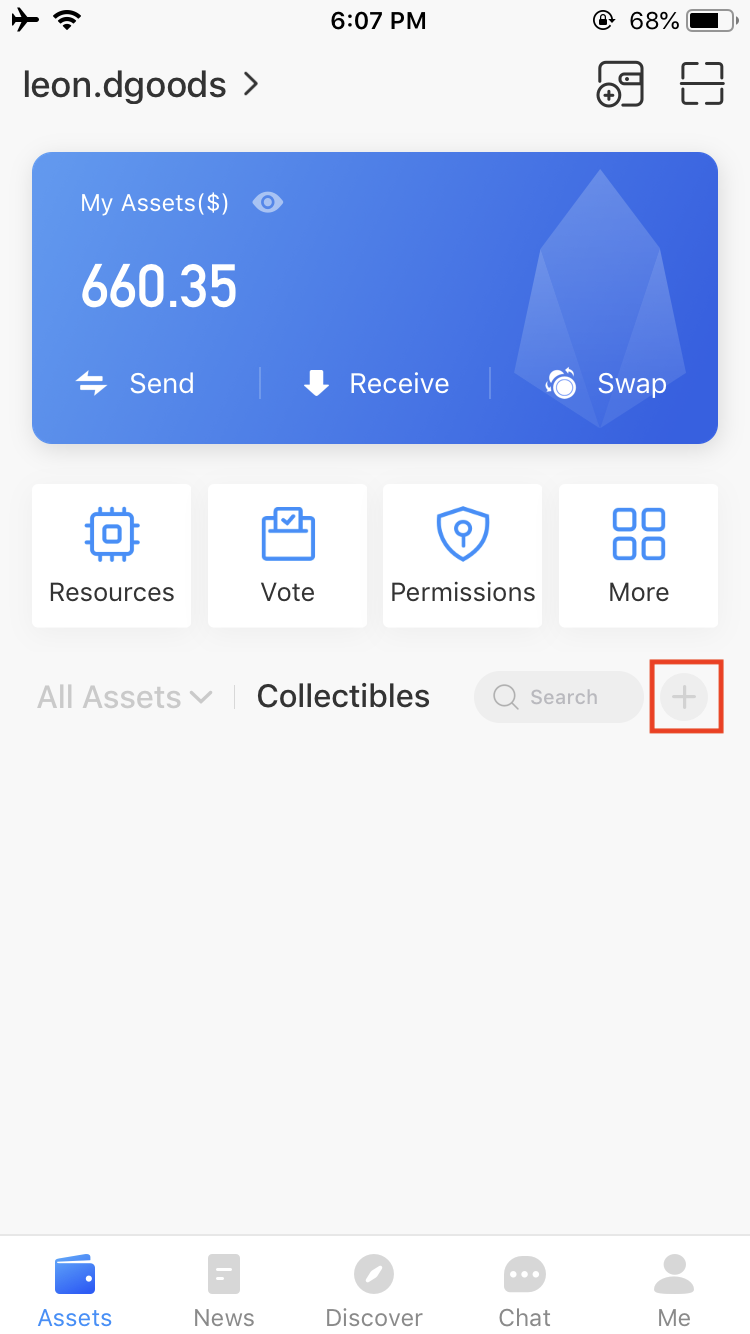 6:07 PM
68%
leon.dgoods
My Assets($)
660.35
Send
Receive
Swap
Resources
Vote
Permissions
More
All Assets
Collectibles
Search
Assets
News
Discover
Chat
Me